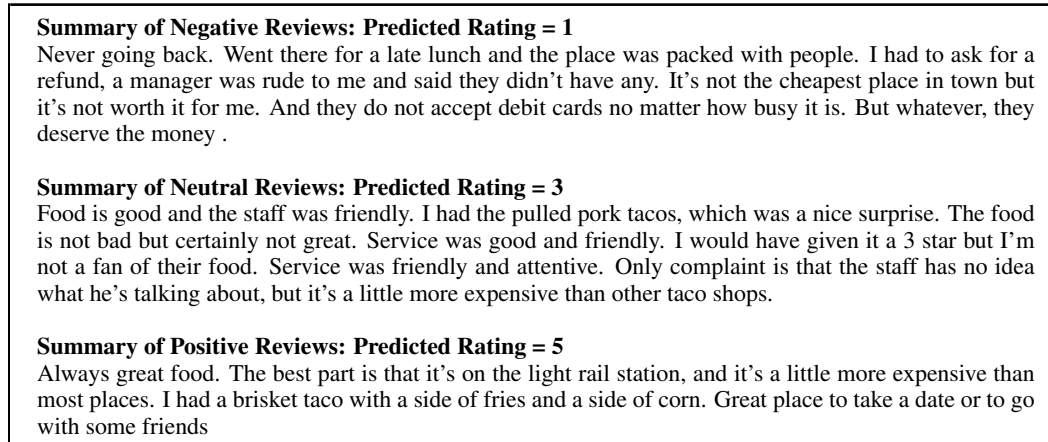 Summary of Negative Reviews: Predicted Rating = 1
Never going back. Went there for a late lunch and the place was packed with people. I had to ask for a
refund, a manager was rude to me and said they didn't have any. It's not the cheapest place in town but
it's not worth it for me. And they do not accept debit cards no matter how busy it is. But whatever, they
deserve the money .
Summary of Neutral Reviews: Predicted Rating = 3
Food is good and the staff was friendly. I had the pulled pork tacos, which was a nice surprise. The food
is not bad but certainly not great. Service was good and friendly. I would have given it a 3 star but I'm
not a fan of their food. Service was friendly and attentive. Only complaint is that the staff has no idea
what he's talking about, but it's a little more expensive than other taco shops.
Summary of Positive Reviews: Predicted Rating = 5
Always great food. The best part is that it's on the light rail station, and it's a little more expensive than
most places. I had a brisket taco with a side of fries and a side of corn. Great place to take a date or to go
with some friends